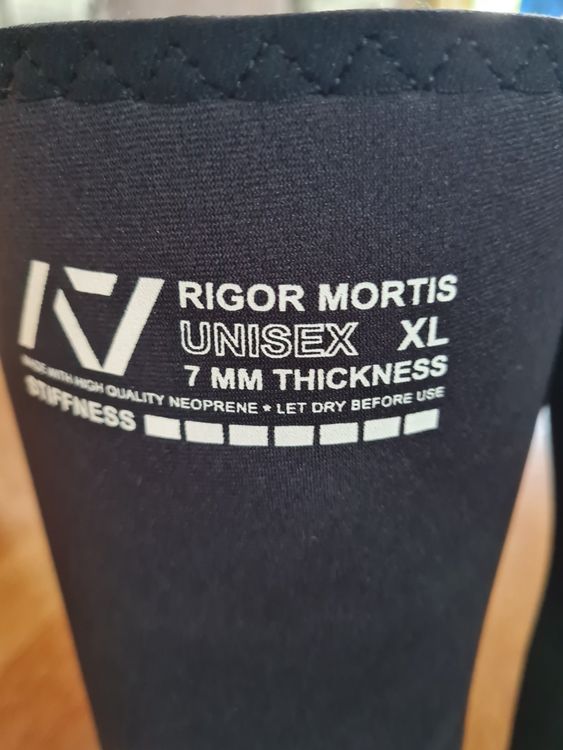 RIGOR MORTIS
UNISEX XL
7 MM THICKNESS
MADE WITH HIGH QUALITY NEOPRENE ★ LET DRY BEFORE USE
STIFFNESS